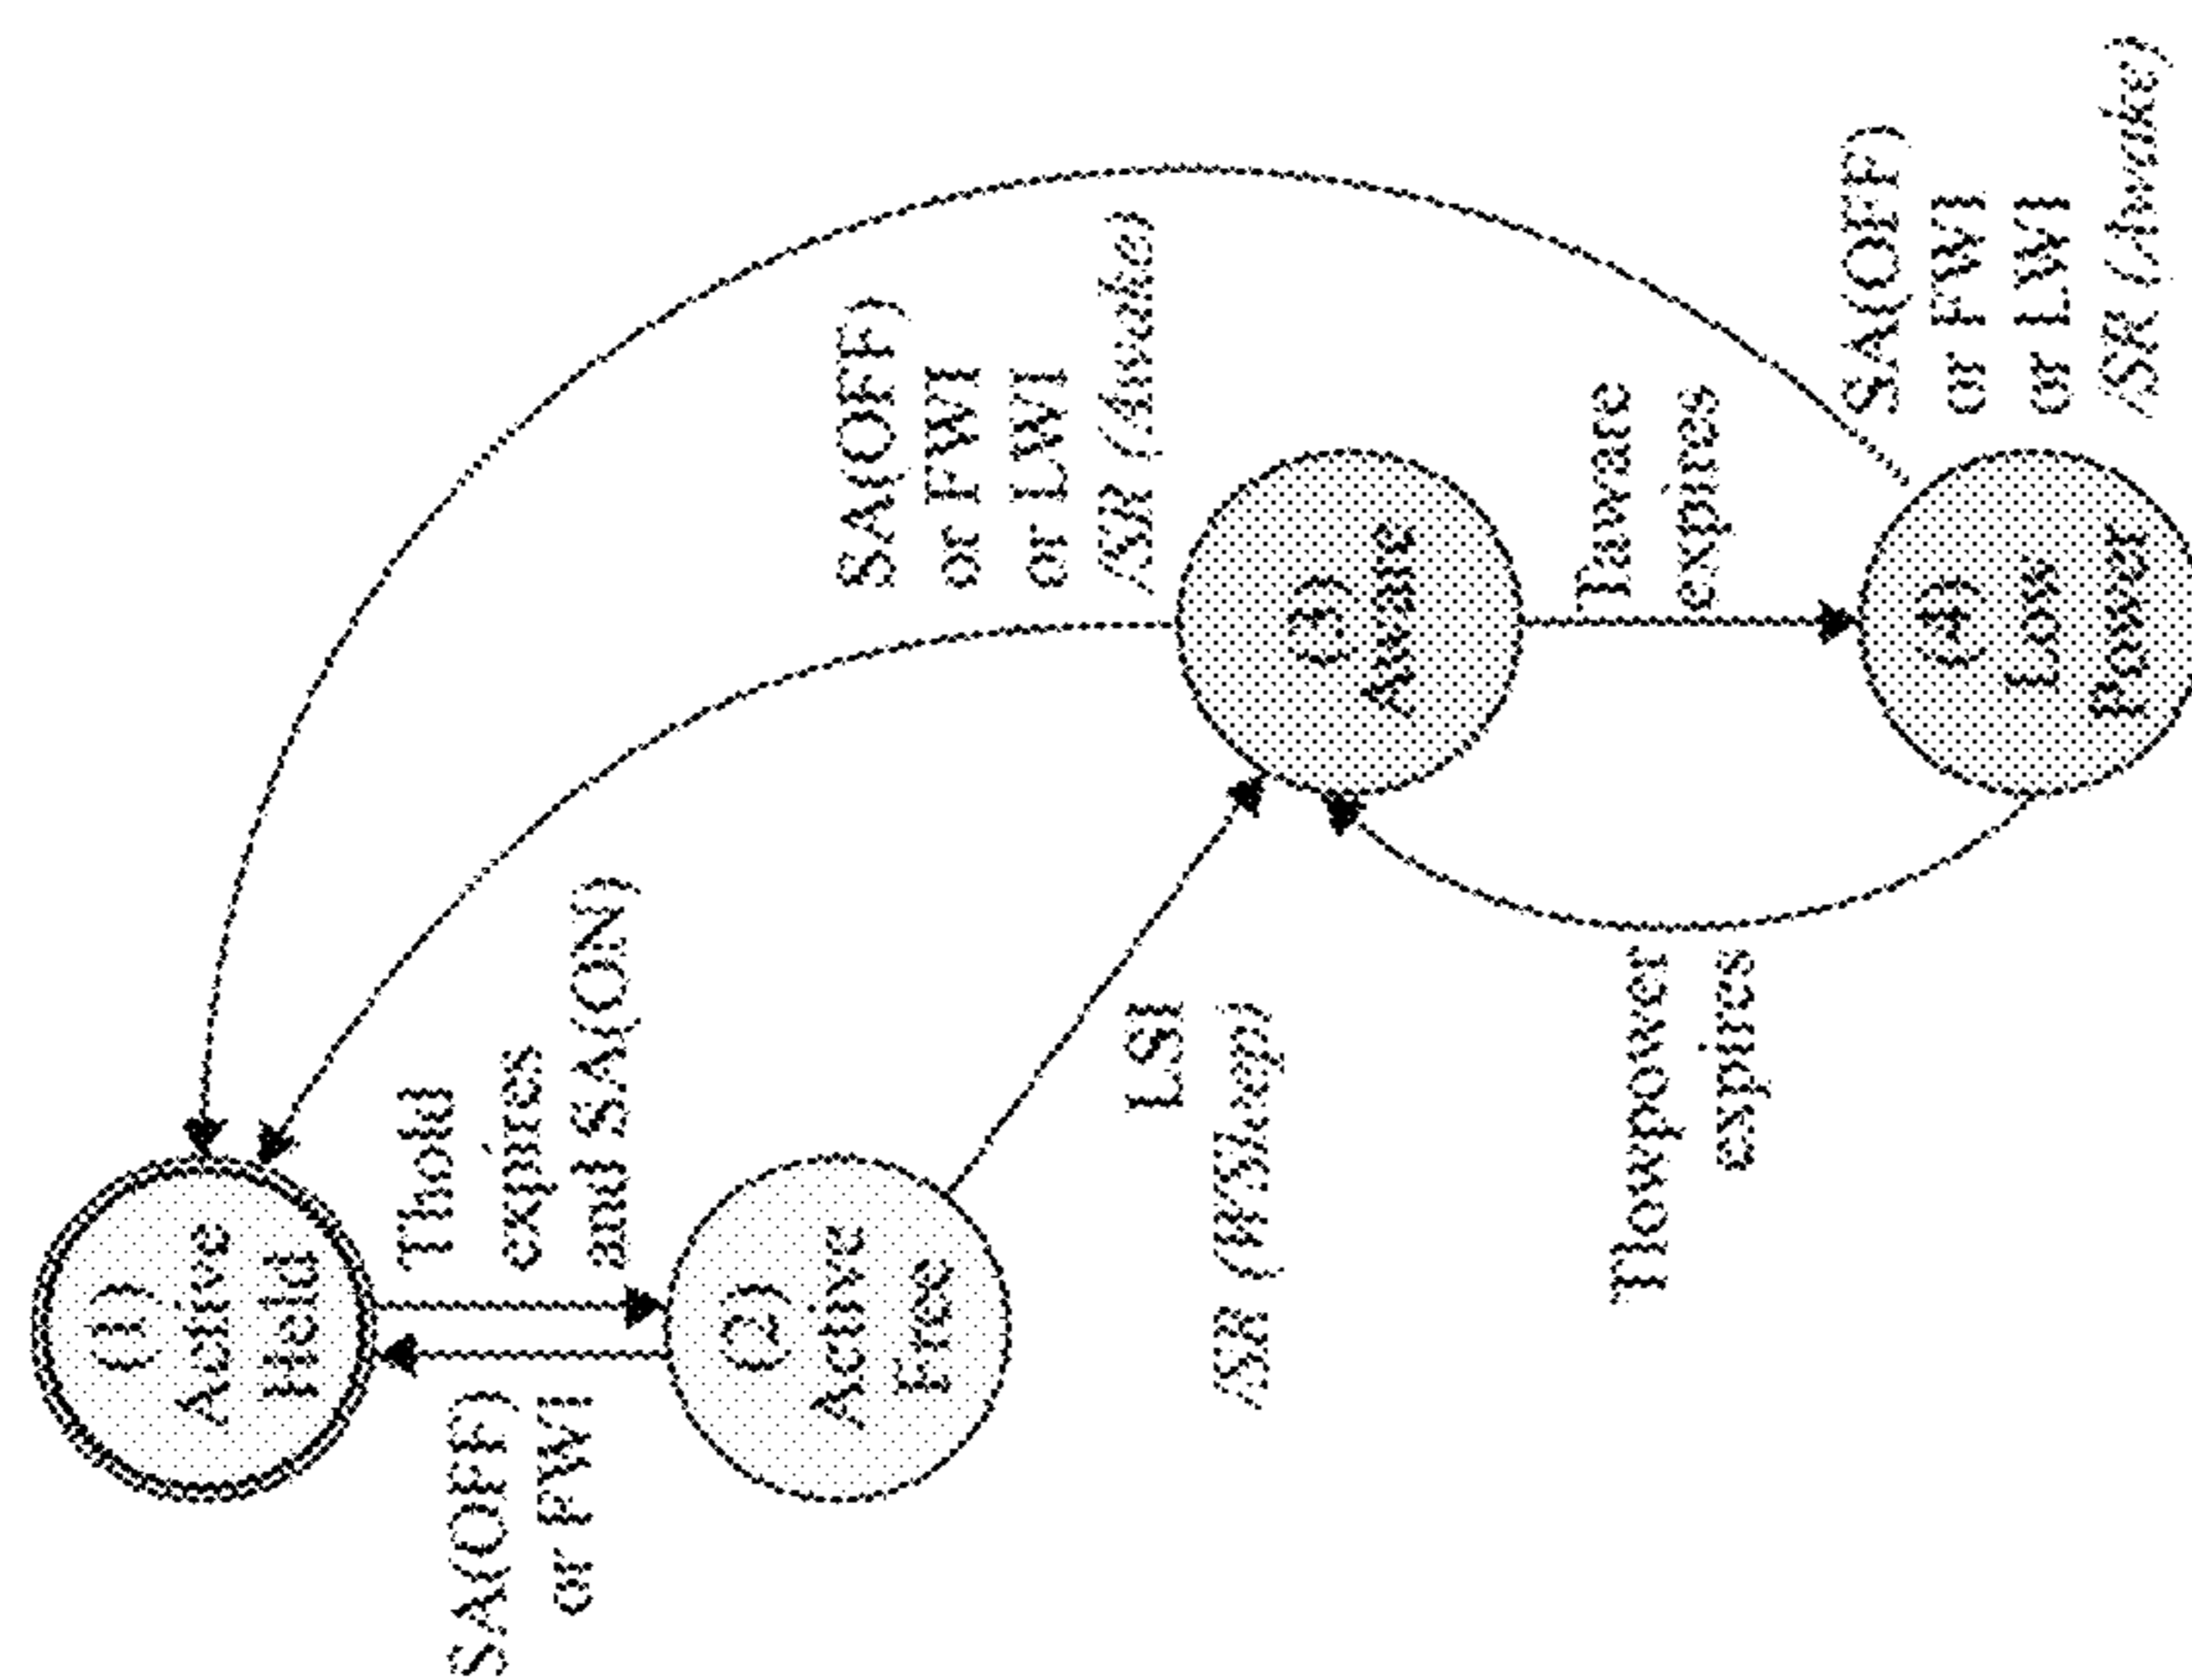 (1)
Active
Held
SA(OFF)
or FWI
Thold
expires
and SA(ON)
(2)
Active
Free
SA(OFF)
or FWI
or LWI
/SR (Awake)
LSI
/SR (WSleep)
(3)
Aware
Taware
expires
Tlowpower
expires
(4)
Low
Power
SA(OFF)
or FWI
or LWI
/SR (Awake)